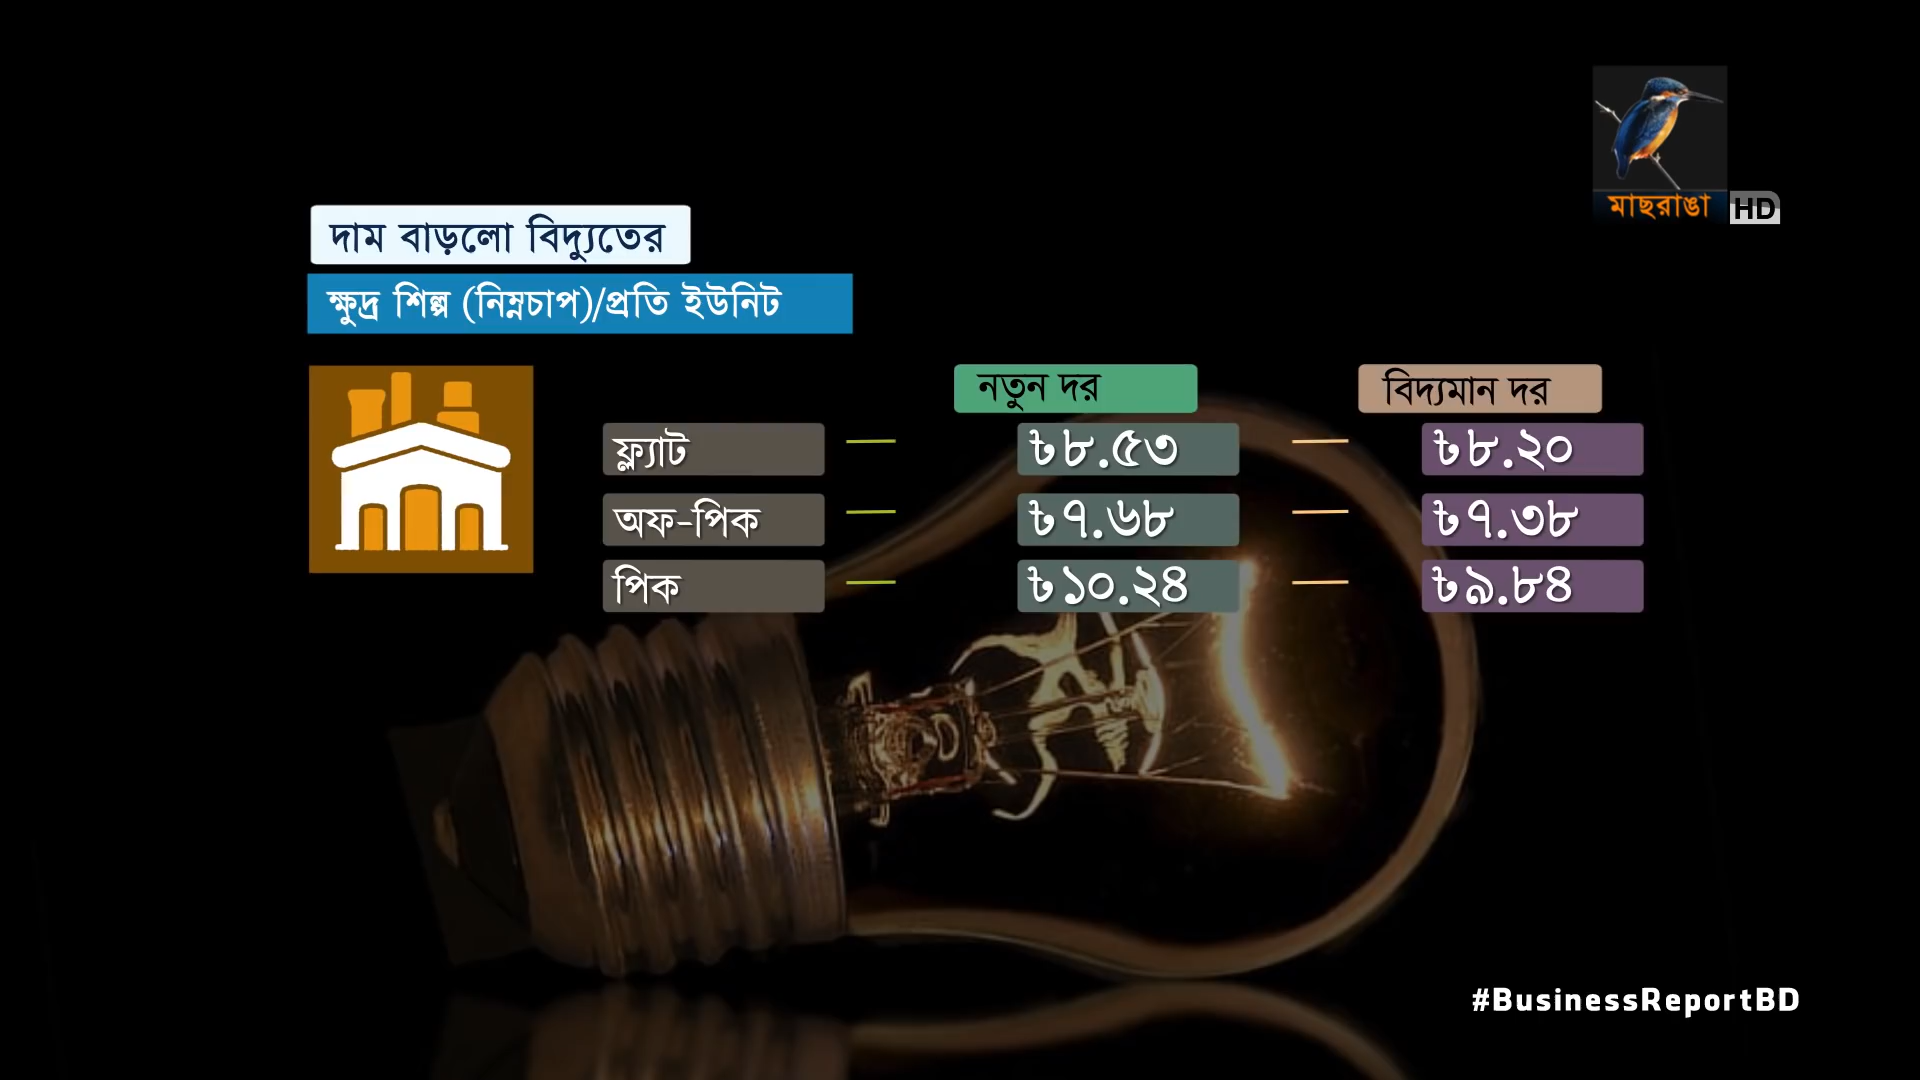 মাছরাঙা HD
দাম বাড়লো বিদ্যুতের
ক্ষুদ্র শিল্প (নিম্নচাপ)/প্রতি ইউনিট
নতুন দর বিদ্যমান দর
ফ্ল্যাট ৳৮.৫৩ ৳৮.২০
অফ-পিক ৳৭.৬৮ ৳৭.৩৮
পিক ৳১০.২৪ ৳৯.৮৪
#BusinessReportBD